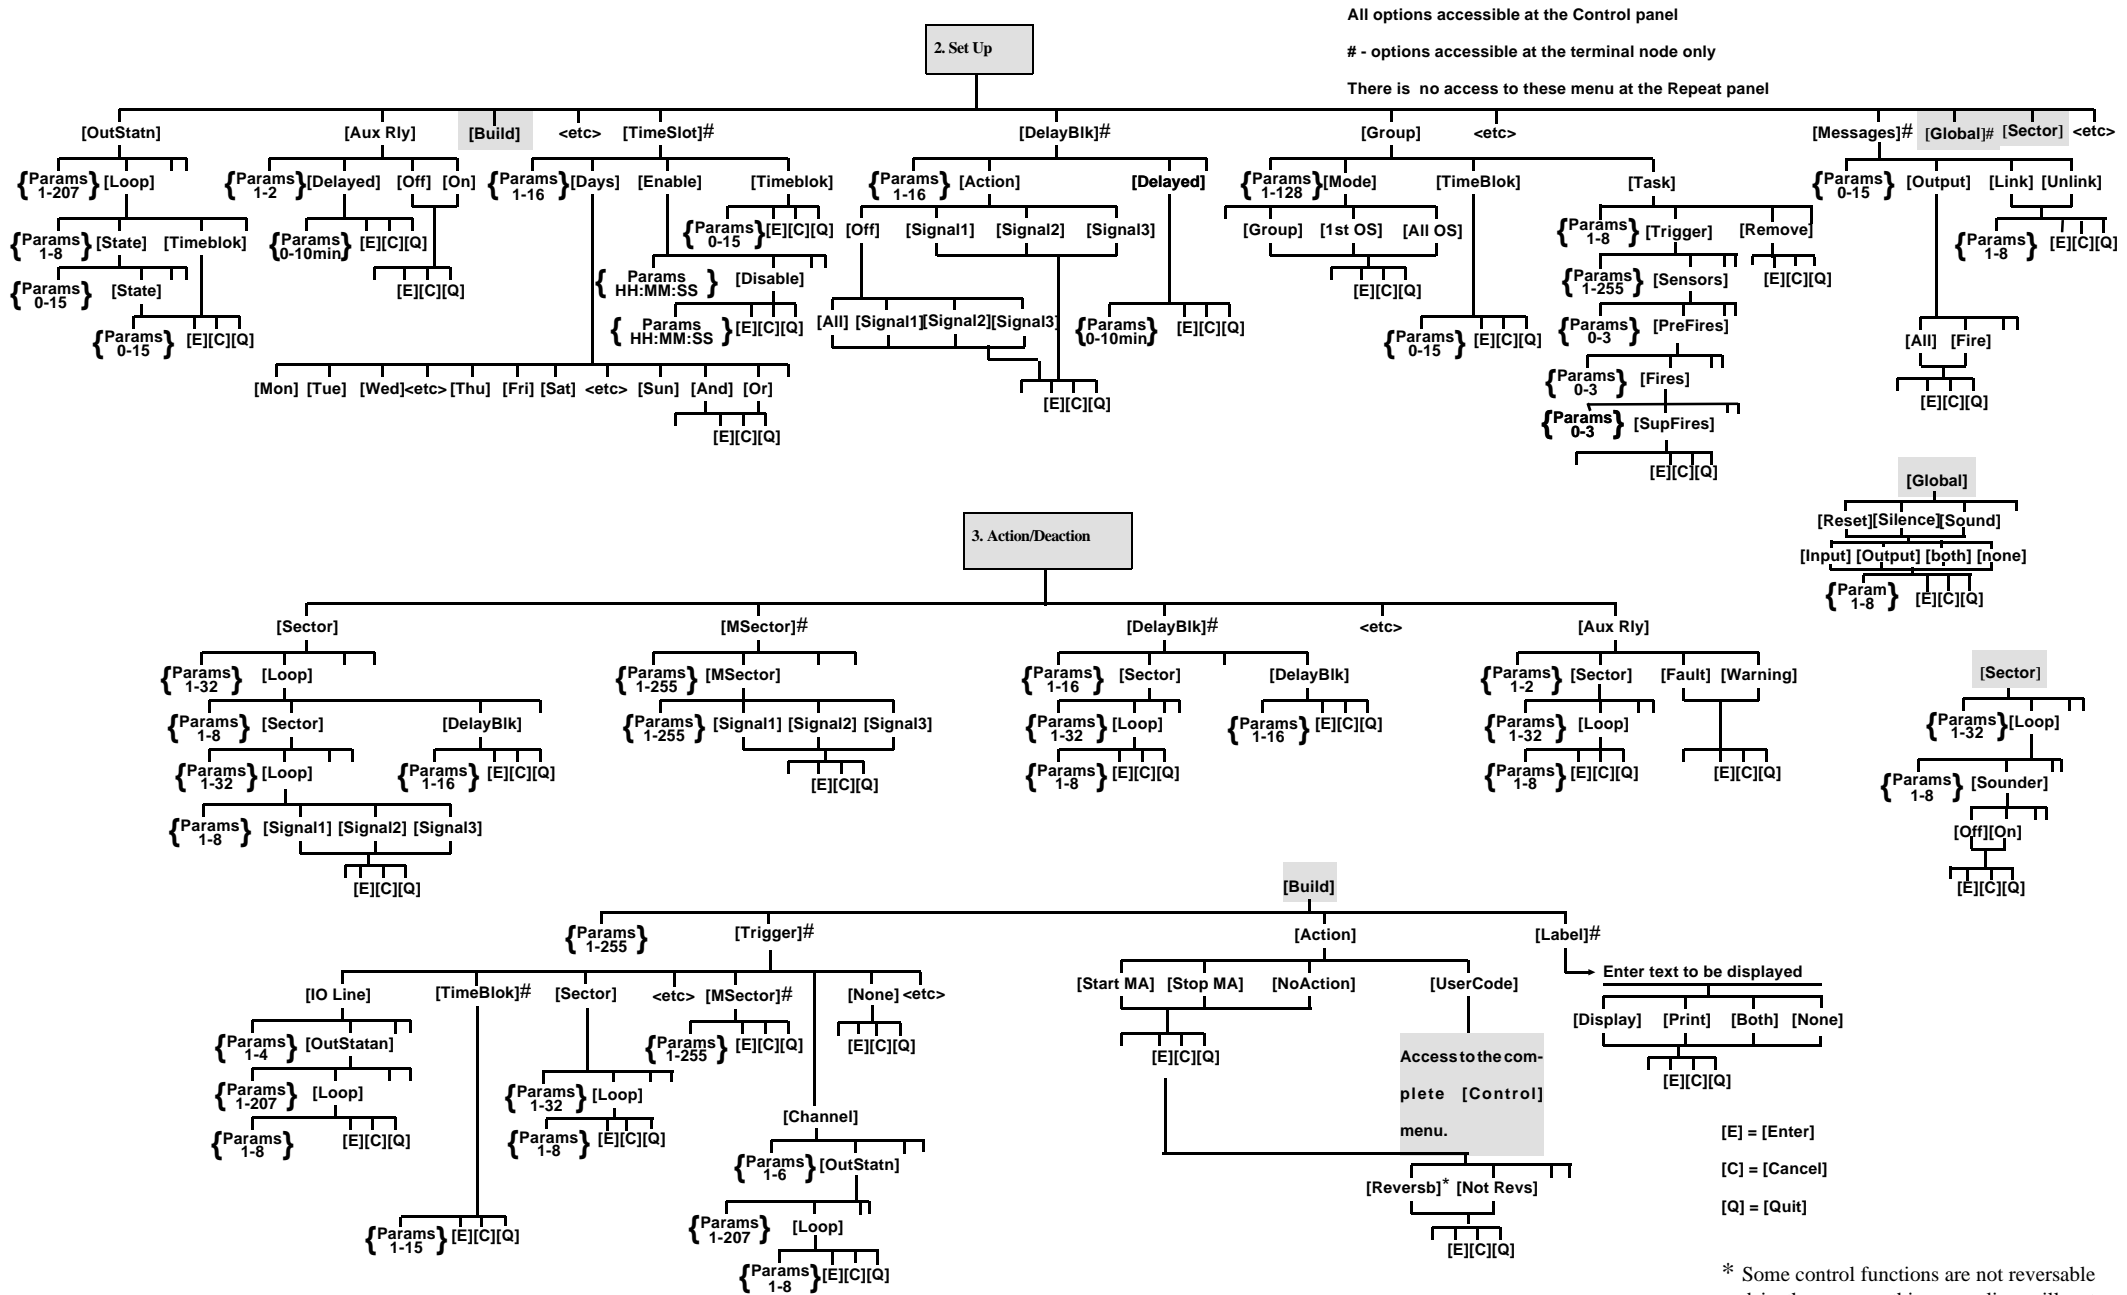 All options accessible at the Control panel
# - options accessible at the terminal node only
There is no access to these menu at the Repeat panel
2. Set Up
[OutStatn] [Aux Rly] [Build] <etc> [TimeSlot]# [DelayBlk]# [Group] <etc> [Messages]# [Global]# [Sector] <etc>
{Params 1-207} [Loop] {Params 1-2} [Delayed] [Off] [On] {Params 1-16} [Days] [Enable] [Timeblok] {Params 1-16} [Action] [Delayed] {Params 1-128} [Mode] [TimeBlok] [Task] {Params 0-15} [Output] [Link] [Unlink]
{Params 1-8} [State] [Timeblok] {Params 0-10min} [E][C][Q] {Params 0-15} [E][C][Q] [Off] [Signal1] [Signal2] [Signal3] [Group] [1st OS] [All OS] {Params 1-8} [Trigger] [Remove] {Params 1-8} [E][C][Q]
{Params 0-15} [State] [E][C][Q] {Params HH:MM:SS} [Disable] [E][C][Q] {Params 1-255} [Sensors] [E][C][Q]
{Params 0-15} [E][C][Q] {Params HH:MM:SS} [E][C][Q] [All] [Signal1][Signal2][Signal3] {Params 0-10min} [E][C][Q] {Params 0-15} [E][C][Q] {Params 0-3} [PreFires] [All] [Fire]
[Mon] [Tue] [Wed]<etc> [Thu] [Fri] [Sat] <etc> [Sun] [And] [Or] [E][C][Q] {Params 0-3} [Fires] [E][C][Q]
[E][C][Q] {Params 0-3} [SupFires]
[E][C][Q]
[Global]
[Reset][Silence][Sound]
[Input] [Output] [both] [none]
{Param 1-8} [E][C][Q]
3. Action/Deaction
[Sector] [MSector]# [DelayBlk]# <etc> [Aux Rly]
{Params 1-32} [Loop] {Params 1-255} [MSector] {Params 1-16} [Sector] [DelayBlk] {Params 1-2} [Sector] [Fault] [Warning]
{Params 1-8} [Sector] [DelayBlk] {Params 1-255} [Signal1] [Signal2] [Signal3] {Params 1-32} [Loop] {Params 1-16} [E][C][Q] {Params 1-32} [Loop]
{Params 1-32} [Loop] {Params 1-16} [E][C][Q] [E][C][Q] {Params 1-8} [E][C][Q] {Params 1-8} [E][C][Q] [E][C][Q]
{Params 1-8} [Signal1] [Signal2] [Signal3]
[E][C][Q]
[Sector]
{Params 1-32} [Loop]
{Params 1-8} [Sounder]
[Off][On]
[E][C][Q]
[Build]
{Params 1-255} [Trigger]# [Action] [Label]#
[IO Line] [TimeBlok]# [Sector] <etc> [MSector]# [None] <etc> [Start MA] [Stop MA] [NoAction] [UserCode] Enter text to be displayed
{Params 1-4} [OutStatan] {Params 1-255} [E][C][Q] [E][C][Q] [E][C][Q] [Display] [Print] [Both] [None]
{Params 1-207} [Loop] {Params 1-32} [Loop] [E][C][Q]
{Params 1-8} [E][C][Q] {Params 1-8} [E][C][Q] [Channel]
Access to the com-
plete [Control]
menu.
{Params 1-6} [OutStatn]
[Reversb]* [Not Revs]
{Params 1-15} [E][C][Q] {Params 1-207} [Loop] [E][C][Q]
{Params 1-8} [E][C][Q]
[E] = [Enter]
[C] = [Cancel]
[Q] = [Quit]
* Some control functions are not reversable